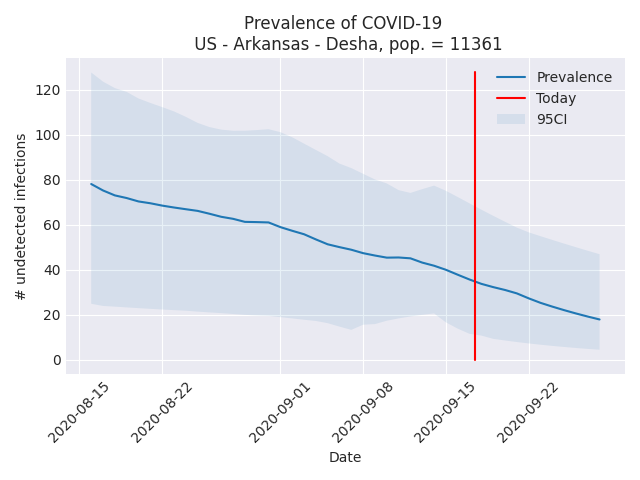 Prevalence of COVID-19
US - Arkansas - Desha, pop. = 11361
Prevalence
Today
95CI
# undetected infections
120
100
80
60
40
20
0
2020-08-15
2020-08-22
2020-09-01
2020-09-08
2020-09-15
2020-09-22
Date